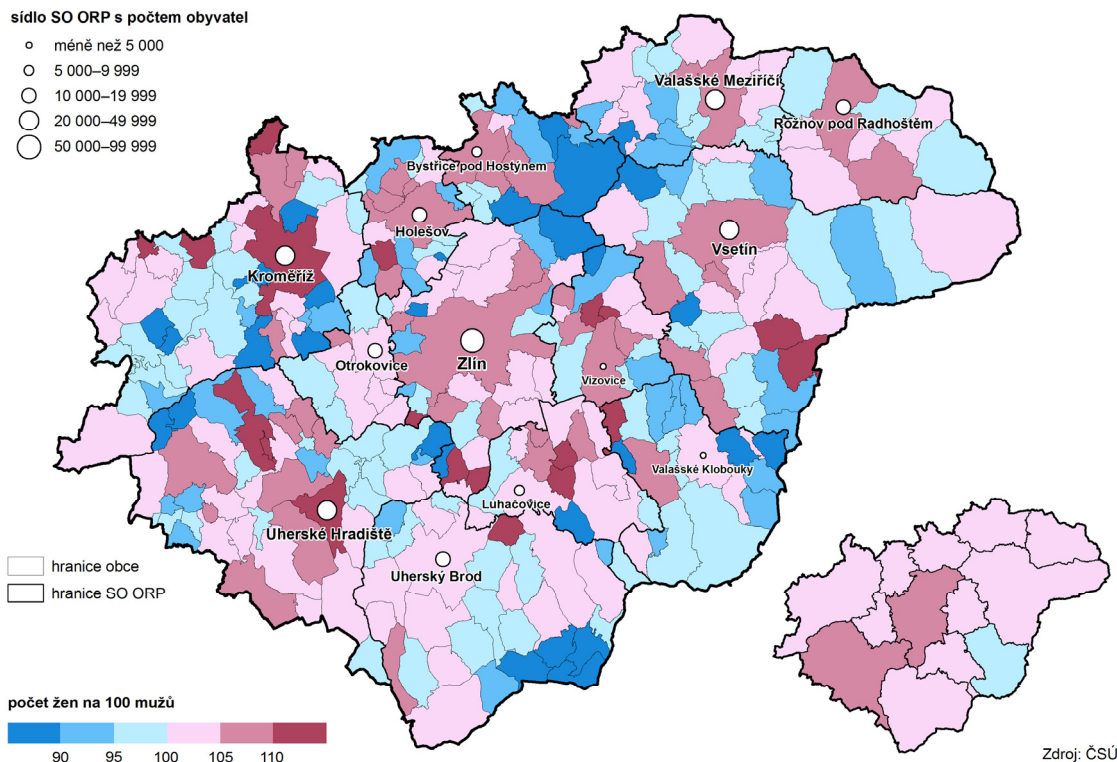 sídlo SO ORP s počtem obyvatel
méně než 5 000
5 000–9 999
10 000–19 999
20 000–49 999
50 000–99 999
Valašské Meziříčí
Rožnov pod Radhoštěm
Bystřice pod Hostýnem
Holešov
Vsetín
Kroměříž
Otrokovice
Zlín
Vizovice
Valašské Klobouky
Luhačovice
Uherské Hradiště
Uherský Brod
hranice obce
hranice SO ORP
počet žen na 100 mužů
90 95 100 105 110
Zdroj: ČSÚ